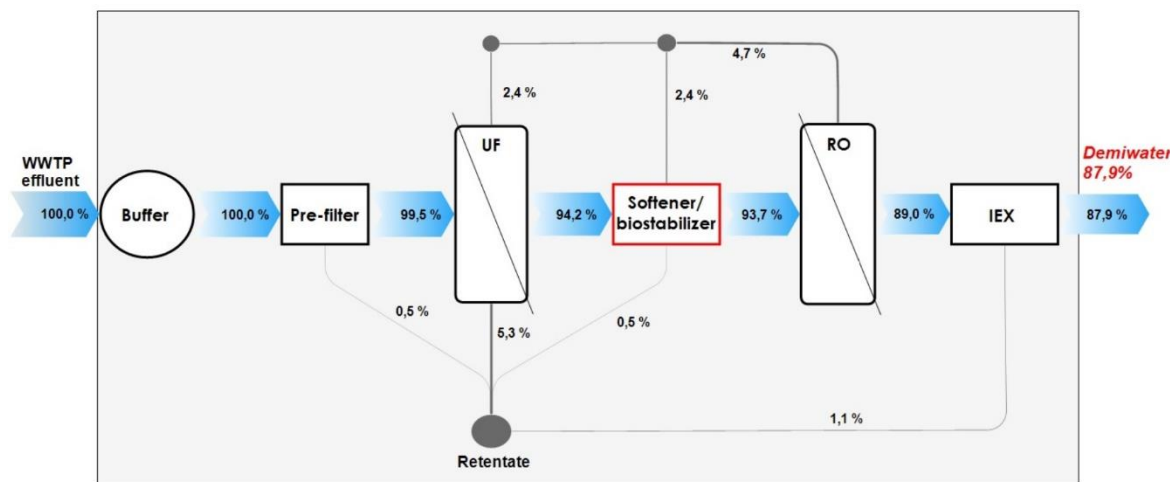 4,7 %
2,4 %
2,4 %
UF
RO
WWTP
effluent
Demiwater
87,9%
100,0 %
Buffer
100,0 %
Pre-filter
99,5 %
94,2 %
Softener/
biostabilizer
93,7 %
89,0 %
IEX
87,9 %
0,5 %
5,3 %
0,5 %
1,1 %
Retentate